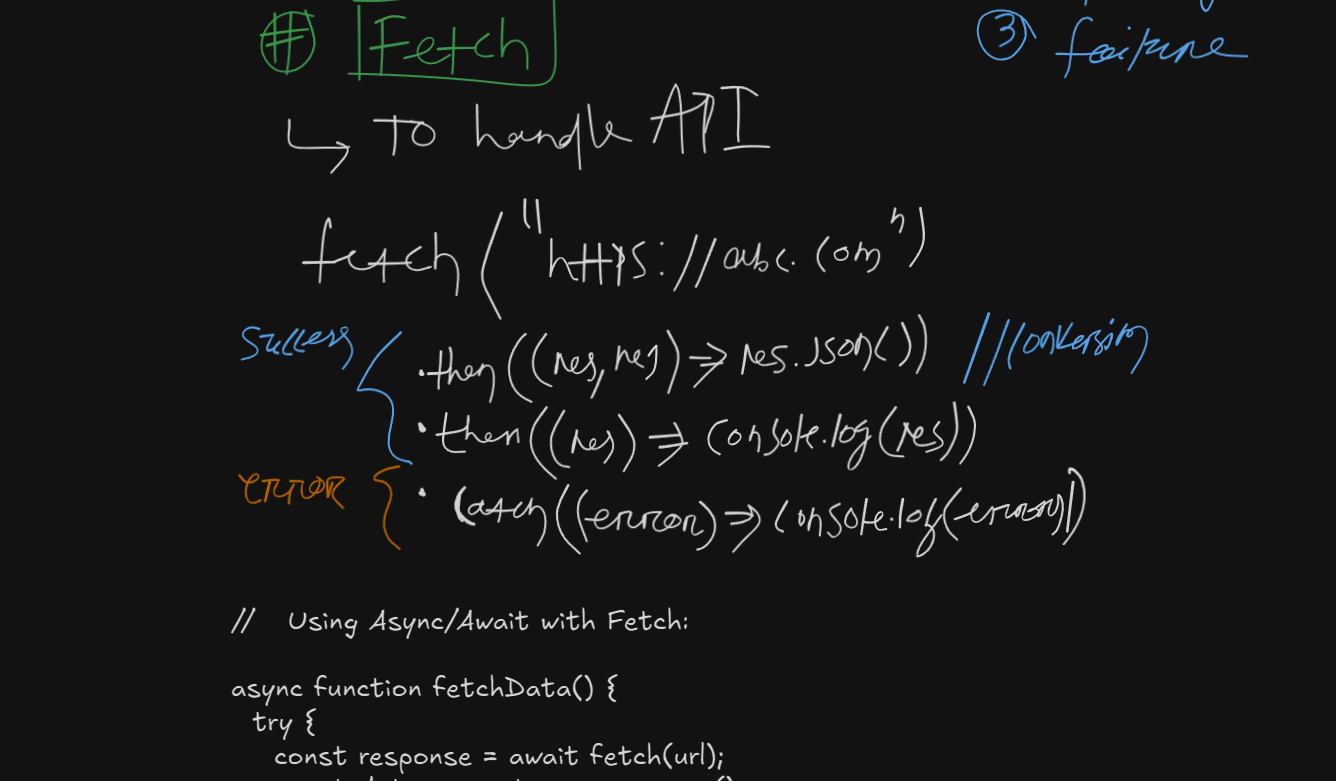 # Fetch
③ failure
↳ To handle API
fetch("https://abc.com")
success
.then((res, res) => res.json()) //conversion
.then((res) => console.log(res))
error
.catch((error) => console.log(error))
// Using Async/Await with Fetch:
async function fetchData() {
try {
const response = await fetch(url);